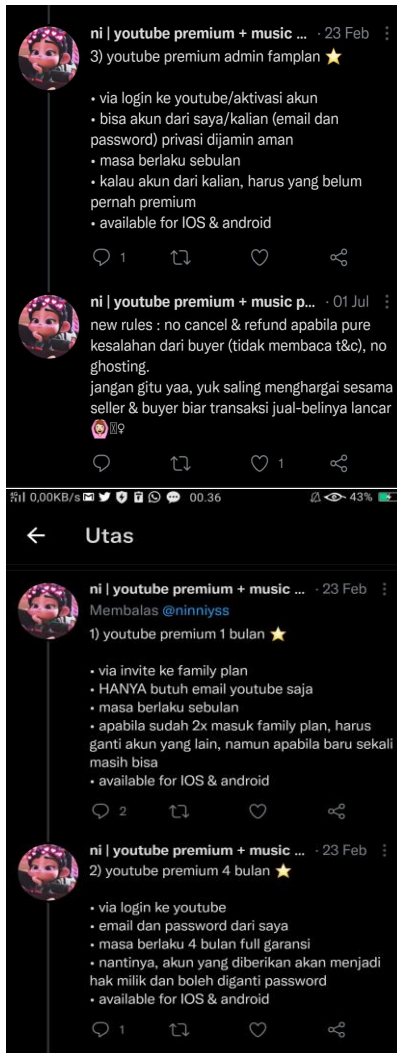 ni | youtube premium + music ... · 23 Feb
3) youtube premium admin famplan ⭐
• via login ke youtube/aktivasi akun
• bisa akun dari saya/kalian (email dan
password) privasi dijamin aman
• masa berlaku sebulan
• kalau akun dari kalian, harus yang belum
pernah premium
• available for IOS & android
1
ni | youtube premium + music p... · 01 Jul
new rules : no cancel & refund apabila pure
kesalahan dari buyer (tidak membaca t&c), no
ghosting.
jangan gitu yaa, yuk saling menghargai sesama
seller & buyer biar transaksi jual-belinya lancar
🙆🏻‍♀
1
0,00KB/s 00.36 43%
Utas
ni | youtube premium + music ... · 23 Feb
Membalas @ninniyss
1) youtube premium 1 bulan ⭐
• via invite ke family plan
• HANYA butuh email youtube saja
• masa berlaku sebulan
• apabila sudah 2x masuk family plan, harus
ganti akun yang lain, namun apabila baru sekali
masih bisa
• available for IOS & android
2
ni | youtube premium + music ... · 23 Feb
2) youtube premium 4 bulan ⭐
• via login ke youtube
• email dan password dari saya
• masa berlaku 4 bulan full garansi
• nantinya, akun yang diberikan akan menjadi
hak milik dan boleh diganti password
• available for IOS & android
1